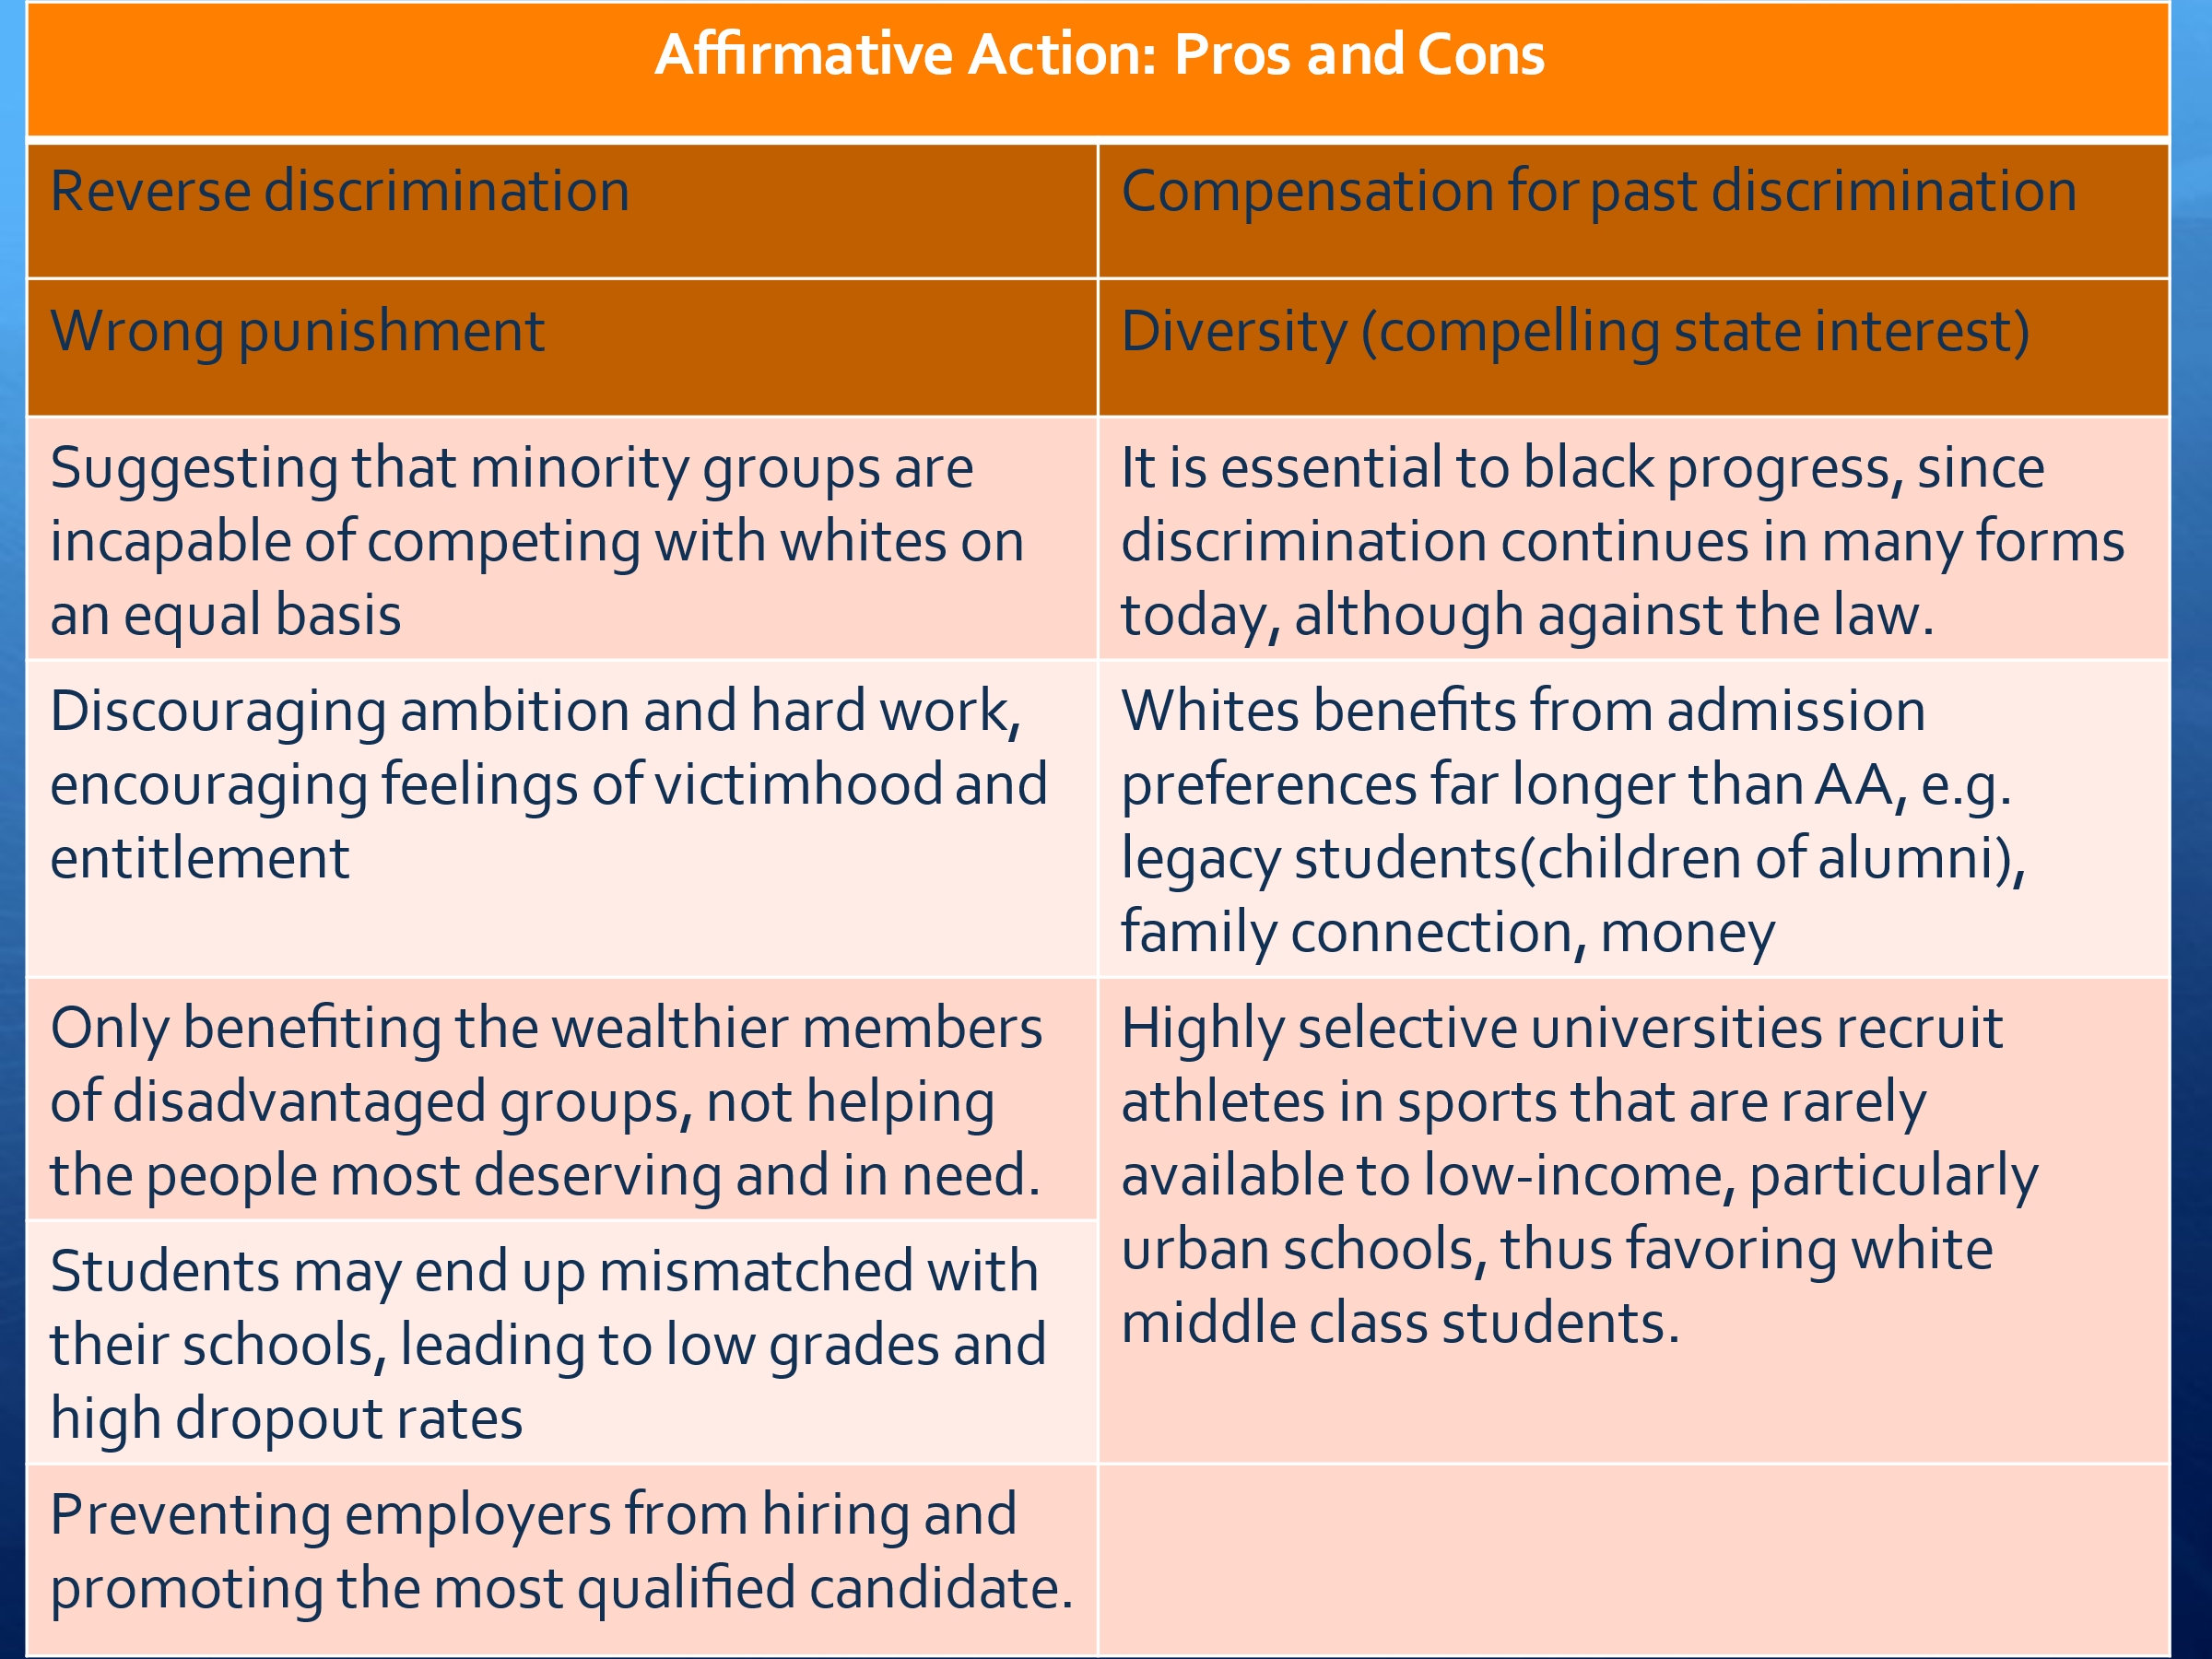 Affirmative Action: Pros and Cons
Reverse discrimination
Compensation for past discrimination
Wrong punishment
Diversity (compelling state interest)
Suggesting that minority groups are
incapable of competing with whites on
an equal basis
It is essential to black progress, since
discrimination continues in many forms
today, although against the law.
Discouraging ambition and hard work,
encouraging feelings of victimhood and
entitlement
Whites benefits from admission
preferences far longer than AA, e.g.
legacy students(children of alumni),
family connection, money
Only benefiting the wealthier members
of disadvantaged groups, not helping
the people most deserving and in need.
Highly selective universities recruit
athletes in sports that are rarely
available to low-income, particularly
urban schools, thus favoring white
middle class students.
Students may end up mismatched with
their schools, leading to low grades and
high dropout rates
Preventing employers from hiring and
promoting the most qualified candidate.